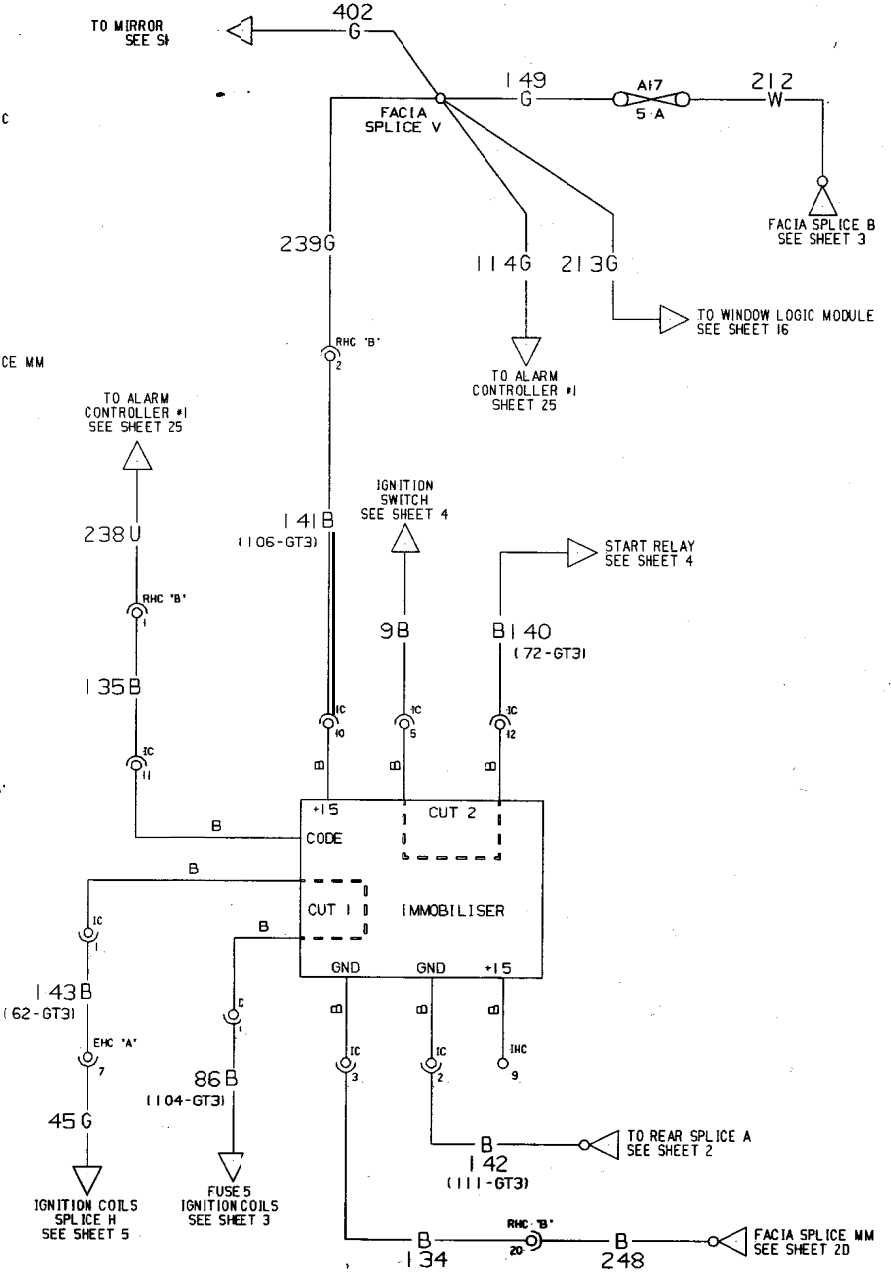 402
TO MIRROR
SEE
G
149
G
A17
5 A
212
W
C
FACIA
SPLICE V
FACIA SPLICE B
SEE SHEET 3
239G
114G
213G
TO WINDOW LOGIC MODULE
SEE SHEET 16
RHC "B"
2
CE MM
TO ALARM
CONTROLLER #1
SHEET 25
TO ALARM
CONTROLLER #1
SEE SHEET 25
IGNITION
SWITCH
SEE SHEET 4
238U
141B
(106-GT3)
START RELAY
SEE SHEET 4
RHC "B"
1
9B
B140
(72-GT3)
135B
IC
10
IC
5
IC
12
IC
11
B
B
B
+15
CUT 2
B
CODE
B
CUT 1
IMMOBILISER
B
IC
1
GND
GND
+15
143B
(62-GT3)
B
B
B
EHC "A"
7
IC
3
IC
2
IHC
9
86B
(104-GT3)
45G
B
142
(111-GT3)
TO REAR SPLICE A
SEE SHEET 2
IGNITION COILS
SPLICE H
SEE SHEET 5
FUSE5
IGNITION COILS
SEE SHEET 3
B
134
RHC "B"
20
B
248
FACIA SPLICE MM
SEE SHEET 2D